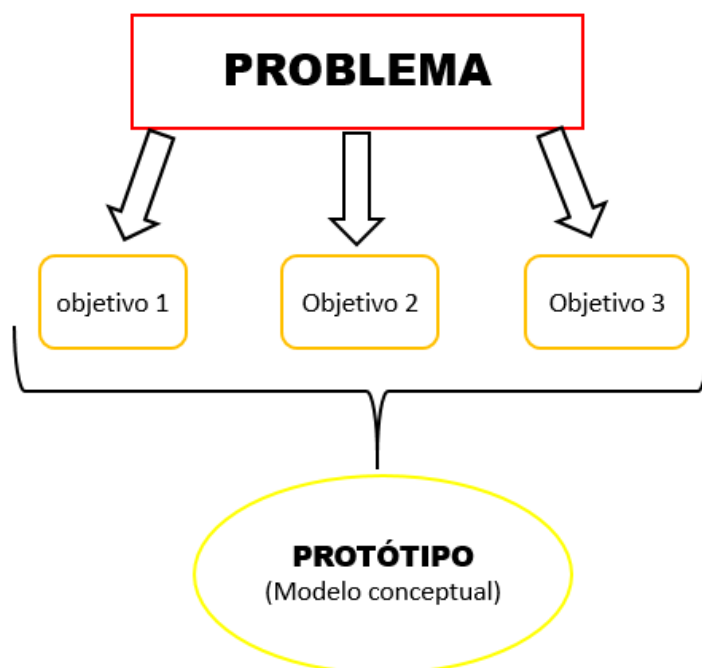 PROBLEMA
objetivo 1
Objetivo 2
Objetivo 3
PROTÓTIPO
(Modelo conceptual)